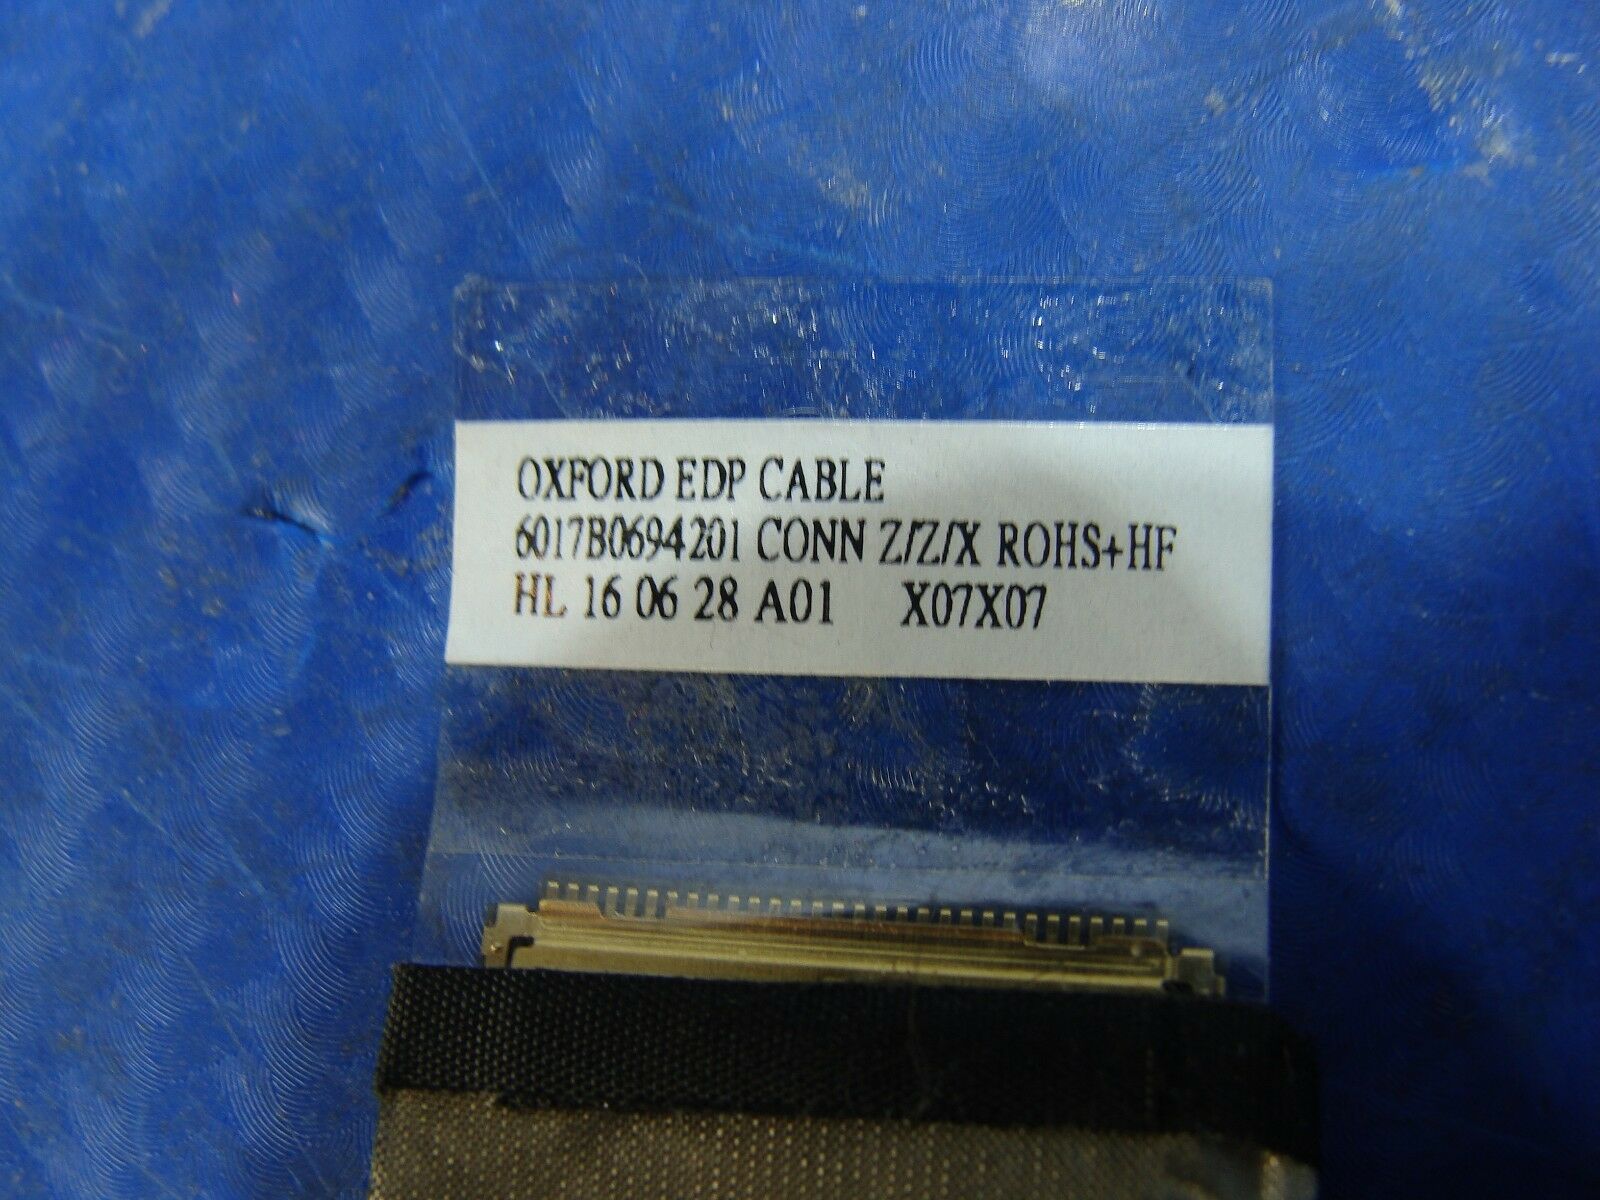 OXFORD EDP CABLE
6017B0694201 CONN Z/Z/X ROHS+HF
HL 16 06 28 A01 X07X07